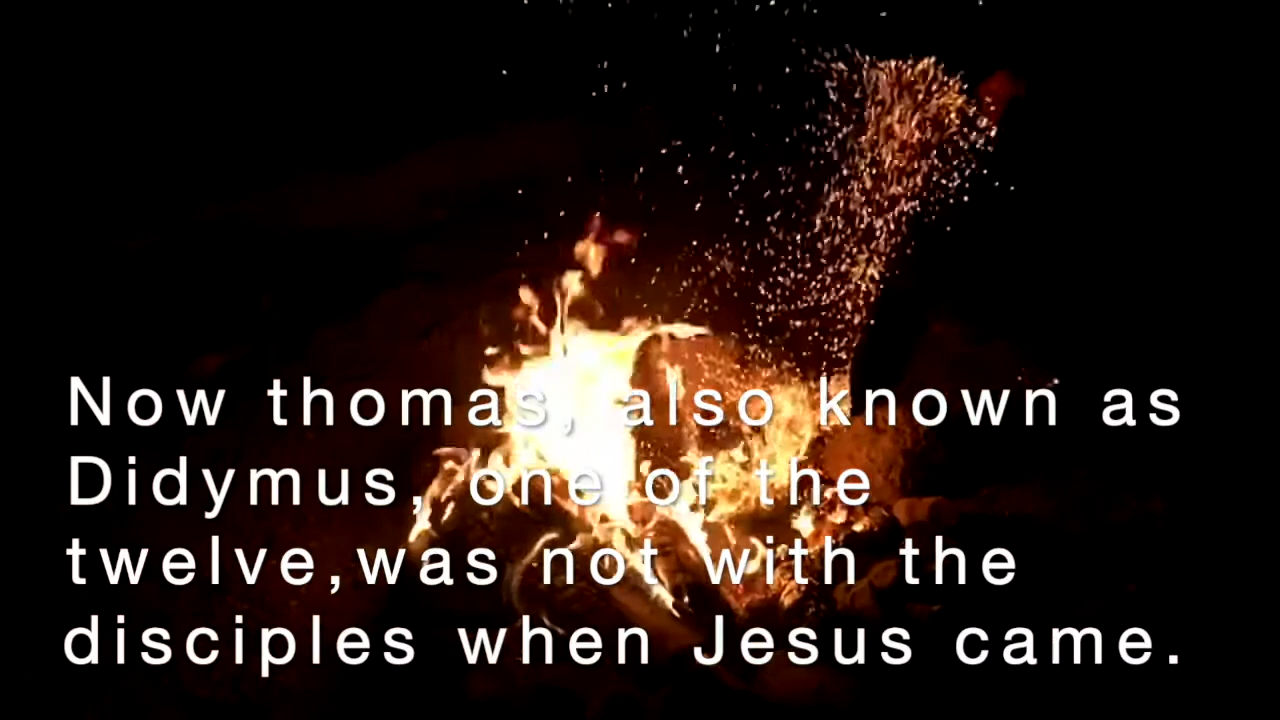 Now thomas, also known as
Didymus, one of the
twelve,was not with the
disciples when Jesus came.